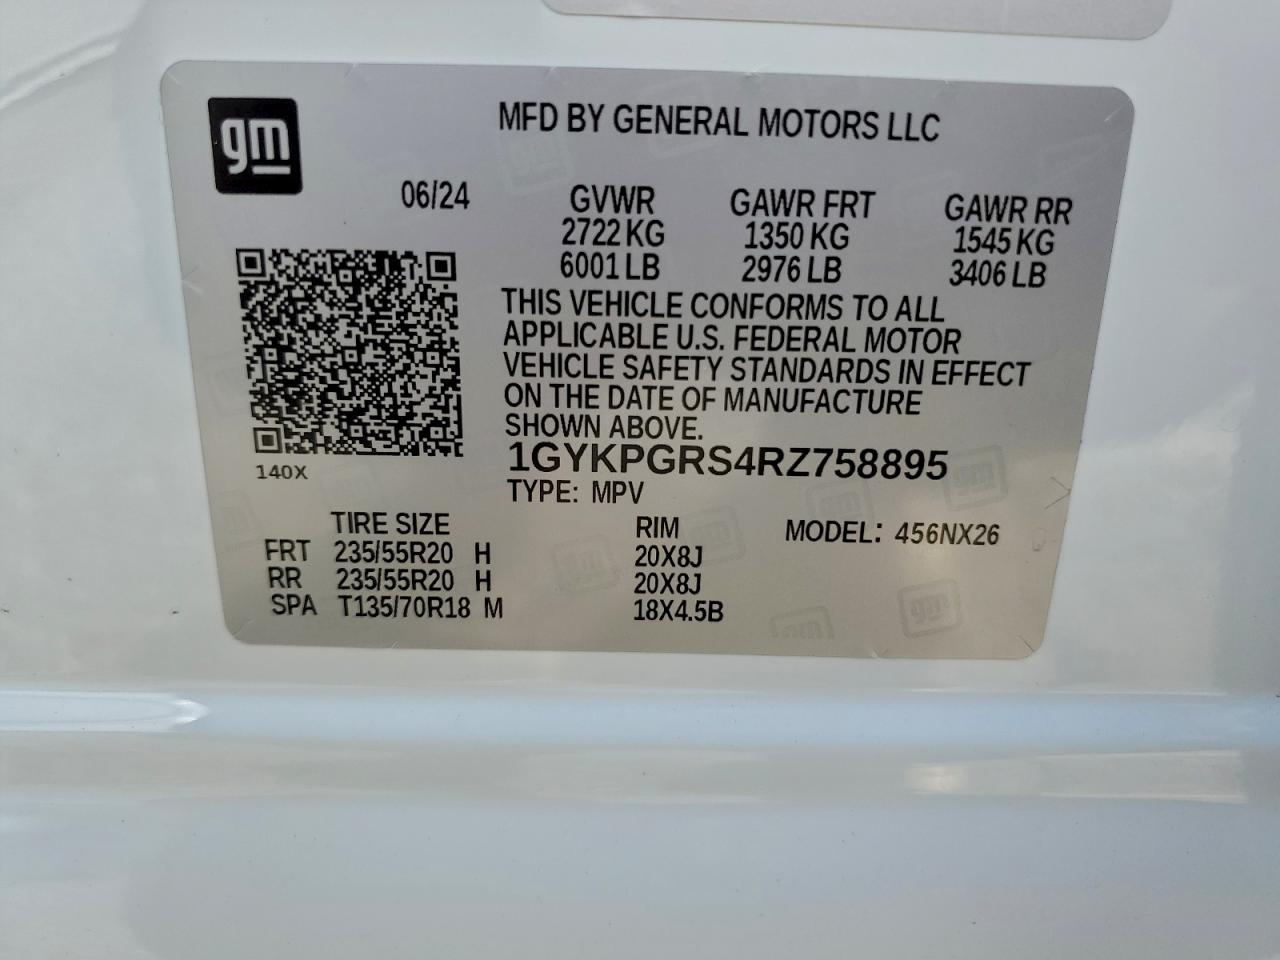 gm
MFD BY GENERAL MOTORS LLC
06/24
GVWR GAWR FRT GAWR RR
2722 KG 1350 KG 1545 KG
6001 LB 2976 LB 3406 LB
THIS VEHICLE CONFORMS TO ALL
APPLICABLE U.S. FEDERAL MOTOR
VEHICLE SAFETY STANDARDS IN EFFECT
ON THE DATE OF MANUFACTURE
SHOWN ABOVE.
140X
1GYKPGRS4RZ758895
TYPE: MPV
TIRE SIZE RIM MODEL: 456NX26
FRT 235/55R20 H 20X8J
RR 235/55R20 H 20X8J
SPA T135/70R18 M 18X4.5B